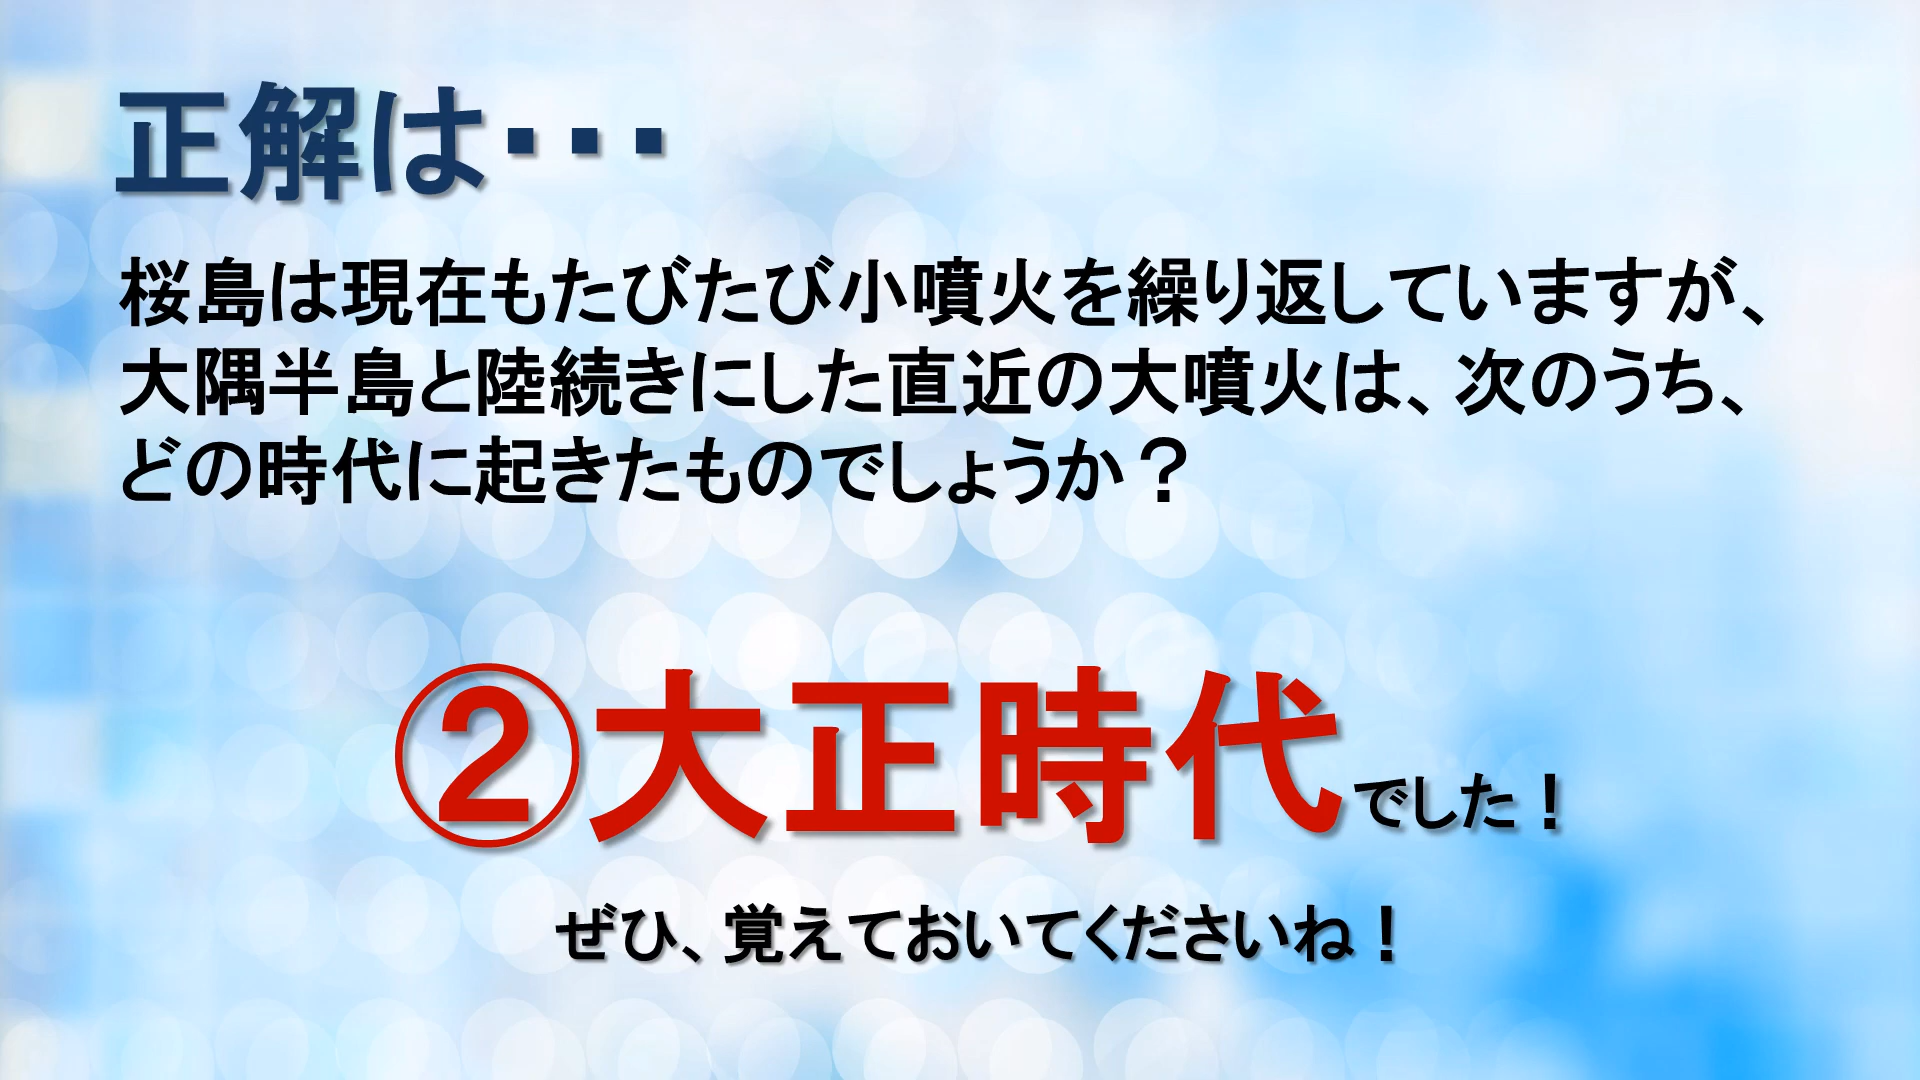 正解は・・・
桜島は現在もたびたび小噴火を繰り返していますが、
大隅半島と陸続きにした直近の大噴火は、次のうち、
どの時代に起きたものでしょうか？
②大正時代でした！
ぜひ、覚えておいてくださいね！